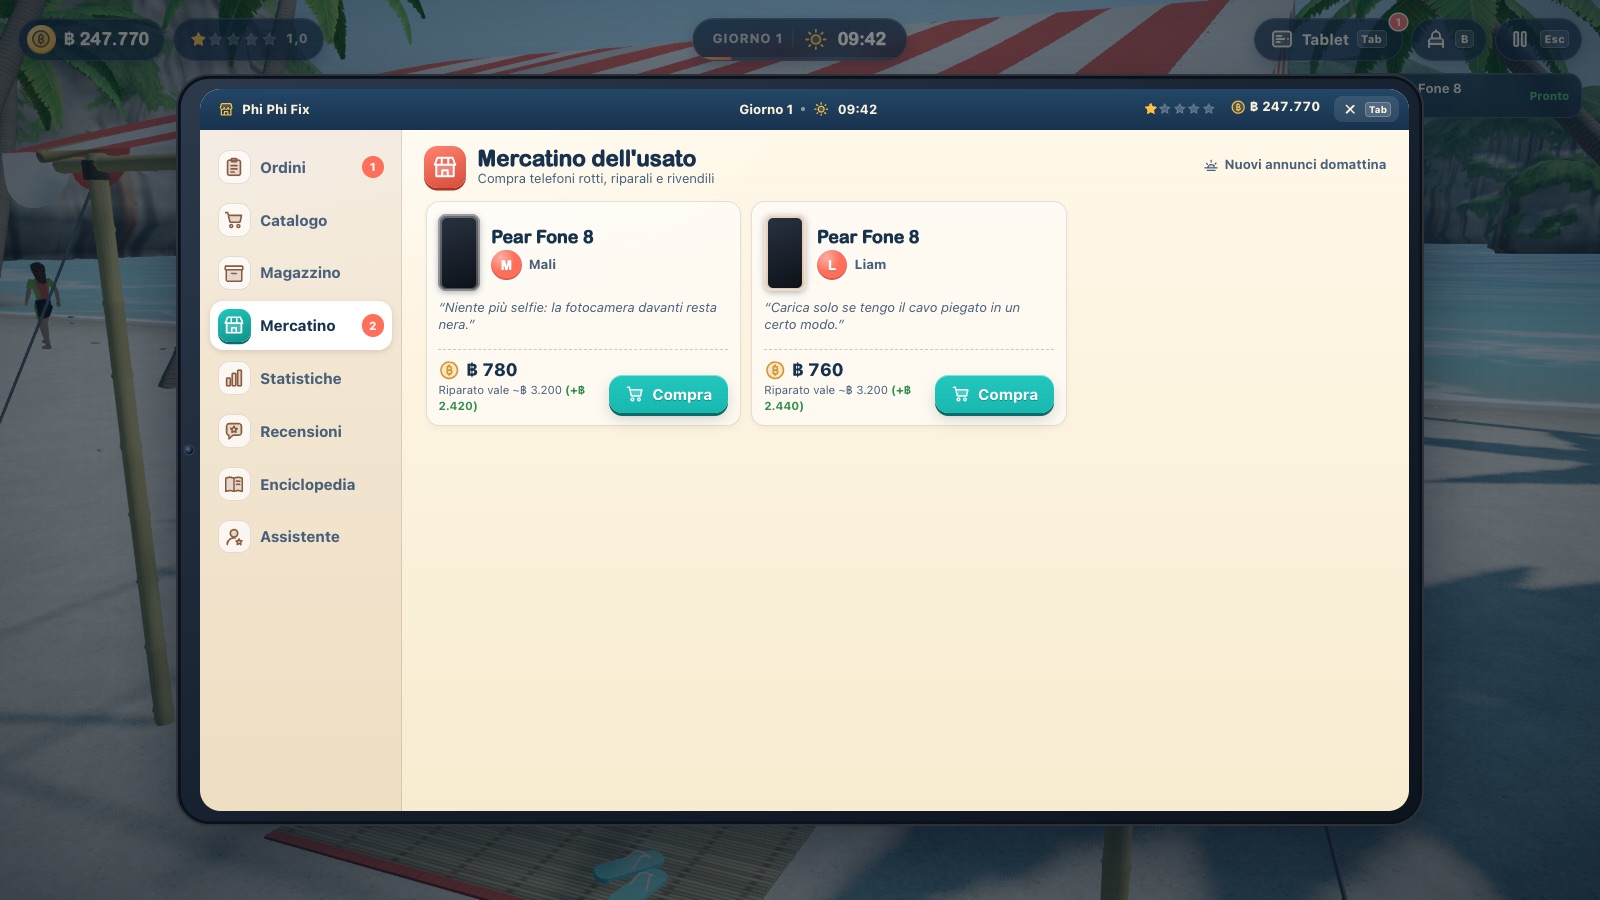 ฿ 247.770
1,0
GIORNO 1
09:42
Tablet Tab
1
B
Esc
Fone 8
Pronto
Phi Phi Fix
Giorno 1 • 09:42
฿ 247.770
Tab
Ordini
1
Catalogo
Magazzino
Mercatino
2
Statistiche
Recensioni
Enciclopedia
Assistente
Mercatino dell'usato
Compra telefoni rotti, riparali e rivendili
Nuovi annunci domattina
Pear Fone 8
M Mali
“Niente più selfie: la fotocamera davanti resta
nera.”
฿ 780
Riparato vale ~฿ 3.200 (+฿
2.420)
Compra
Pear Fone 8
L Liam
“Carica solo se tengo il cavo piegato in un
certo modo.”
฿ 760
Riparato vale ~฿ 3.200 (+฿
2.440)
Compra